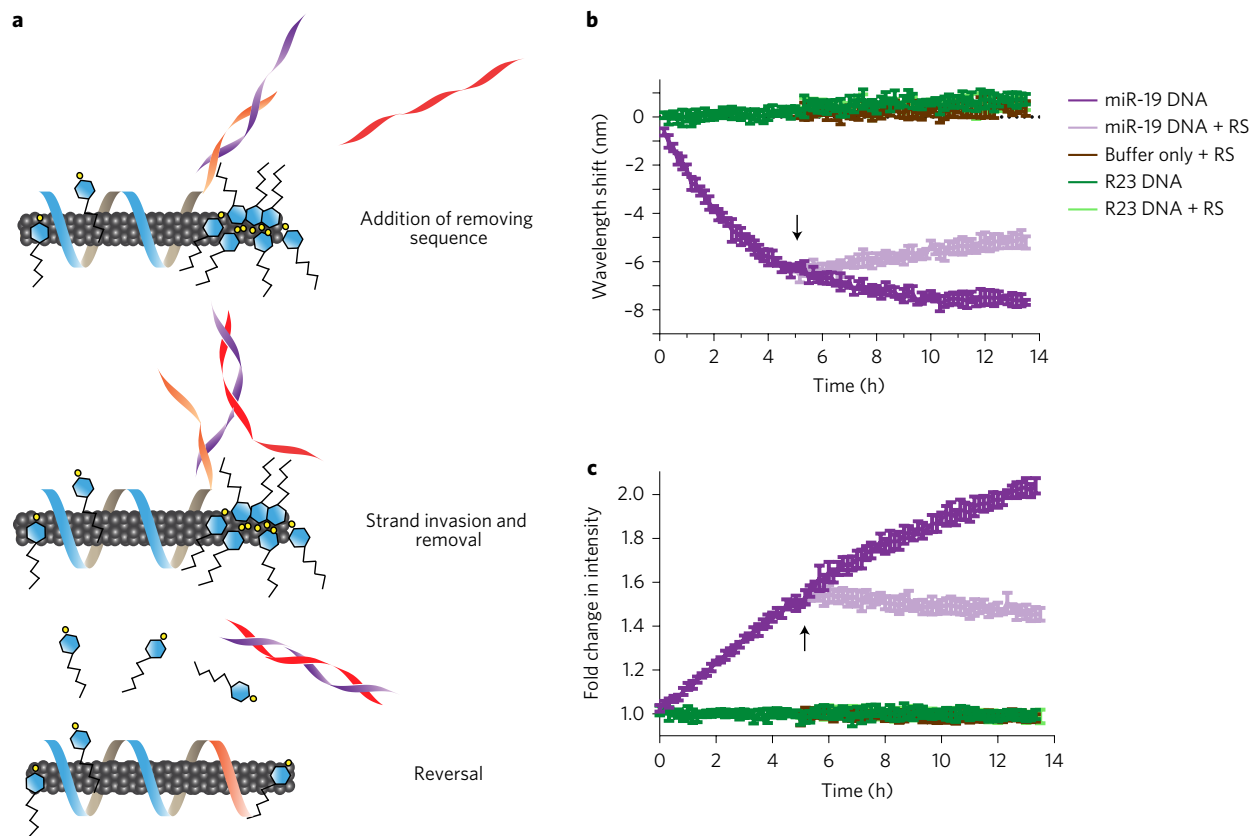 a
Addition of removing
sequence
Strand invasion and
removal
Reversal
b
Wavelength shift (nm)
0
−2
−4
−6
−8
0 2 4 6 8 10 12 14
Time (h)
miR-19 DNA
miR-19 DNA + RS
Buffer only + RS
R23 DNA
R23 DNA + RS
c
Fold change in intensity
2.0
1.8
1.6
1.4
1.2
1.0
0 2 4 6 8 10 12 14
Time (h)